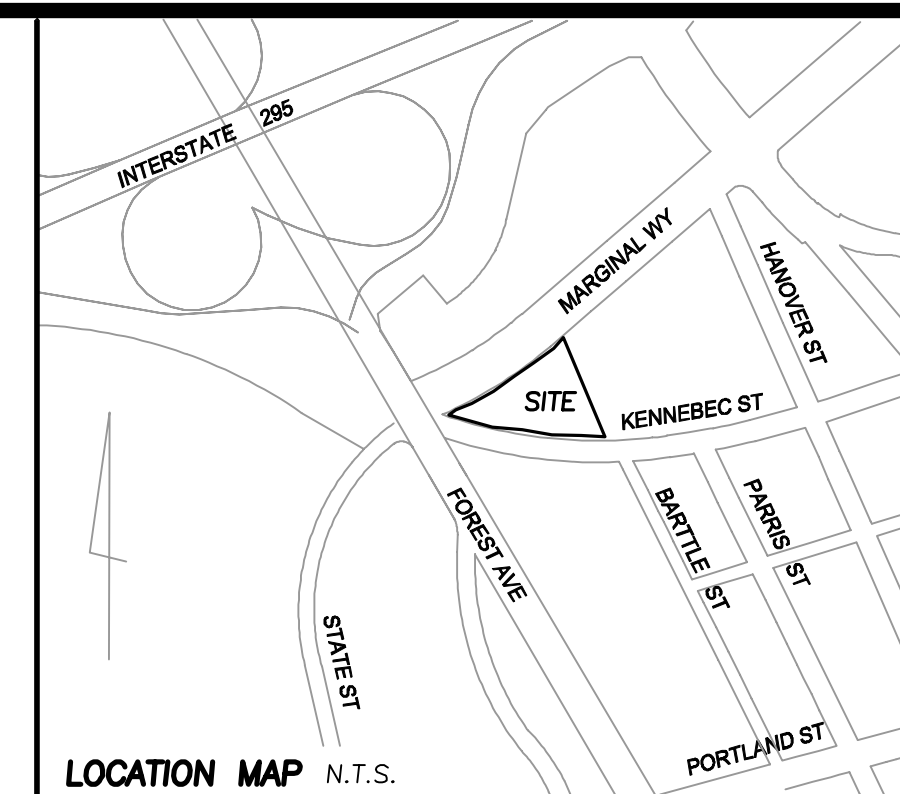 INTERSTATE 295
MARGINAL WY
HANOVER ST
SITE
KENNEBEC ST
FOREST AVE
BARTTLE ST
PARRIS ST
STATE ST
PORTLAND ST
LOCATION MAP N.T.S.